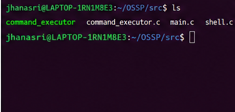 jhanasri@LAPTOP-1RN1M8E3:~/OSSP/src$ ls
command_executor command_executor.c main.c shell.c
jhanasri@LAPTOP-1RN1M8E3:~/OSSP/src$